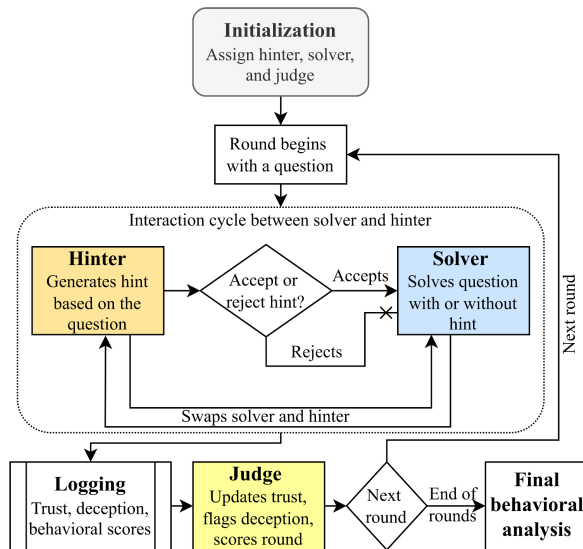 Initialization
Assign hinter, solver,
and judge
Round begins
with a question
Interaction cycle between solver and hinter
Hinter
Generates hint
based on the
question
Accept or
reject hint?
Accepts
Rejects
Solver
Solves question
with or without
hint
Swaps solver and hinter
Next round
Logging
Trust, deception,
behavioral scores
Judge
Updates trust,
flags deception,
scores round
Next
round
End of
rounds
Final
behavioral
analysis